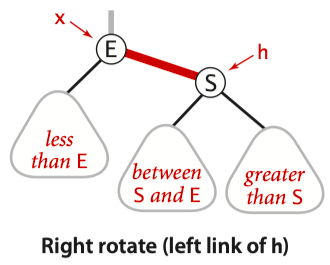 x
E
h
S
less
than E
between
S and E
greater
than S
Right rotate (left link of h)